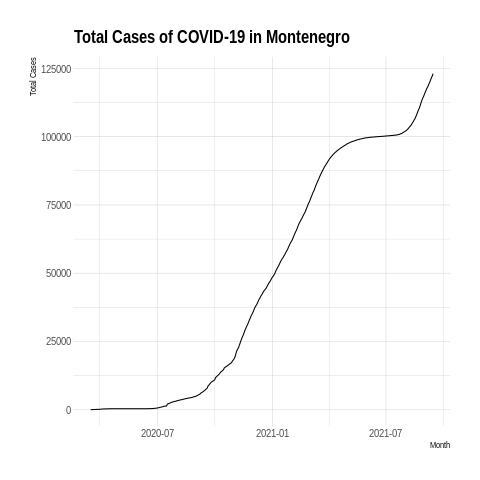 Total Cases of COVID-19 in Montenegro
Total Cases
125000
100000
75000
50000
25000
0
2020-07 2021-01 2021-07
Month